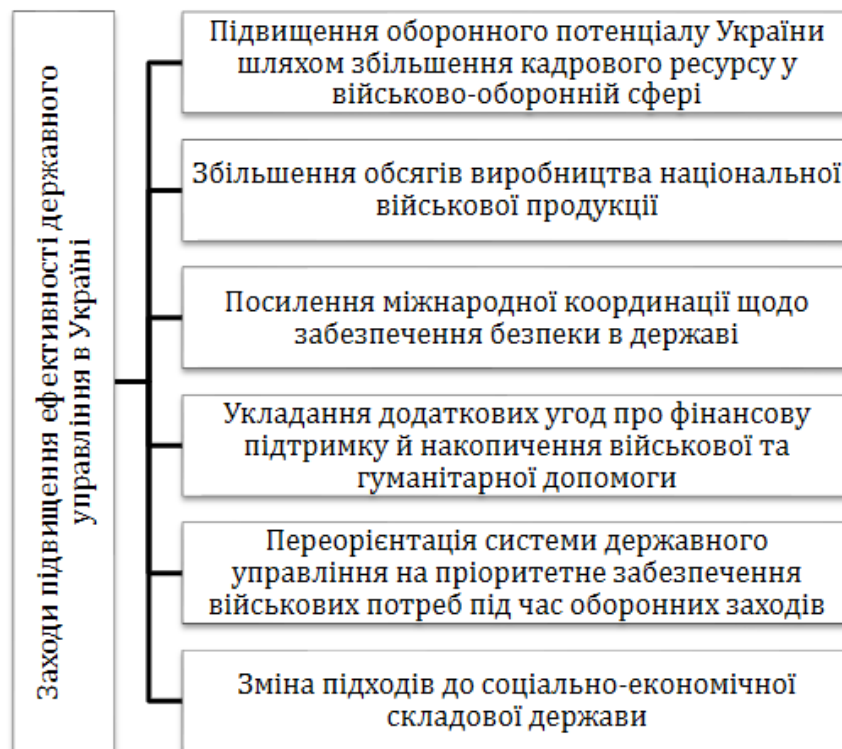 Заходи підвищення ефективності державного
управління в Україні
Підвищення оборонного потенціалу України
шляхом збільшення кадрового ресурсу у
військово-оборонній сфері
Збільшення обсягів виробництва національної
військової продукції
Посилення міжнародної координації щодо
забезпечення безпеки в державі
Укладання додаткових угод про фінансову
підтримку й накопичення військової та
гуманітарної допомоги
Переорієнтація системи державного
управління на пріоритетне забезпечення
військових потреб під час оборонних заходів
Зміна підходів до соціально-економічної
складової держави